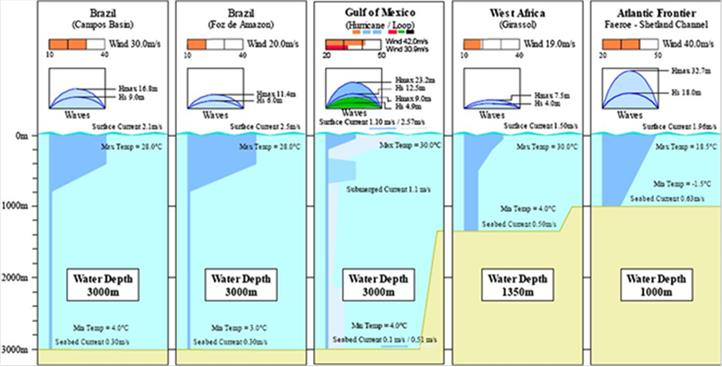 Brazil
(Campos Basin)
Wind 30.0m/s
10 40
Hmax 16.8m
Hs 9.0m
Waves
Surface Current 2.1m/s
Max Temp = 28.0°C
Water Depth
3000m
Min Temp = 4.0°C
Seabed Current 0.30m/s
Brazil
(Foz de Amazon)
Wind 20.0m/s
10 40
Hmax 11.4m
Hs 6.0m
Waves
Surface Current 2.5m/s
Max Temp = 28.0°C
Water Depth
3000m
Min Temp = 3.0°C
Seabed Current 0.30m/s
Gulf of Mexico
(Hurricane / Loop)
Wind 42.0m/s
Wind 30.9m/s
20 50
Hmax 23.2m
Hs 12.5m
Hmax 9.0m
Hs 4.9m
Waves
Surface Current 1.10 m/s / 2.57m/s
Max Temp = 30.0°C
Submerged Current 1.1 m/s
Water Depth
3000m
Min Temp = 4.0°C
Seabed Current 0.1 m/s / 0.51 m/s
West Africa
(Girassol)
Wind 19.0m/s
10 40
Hmax 7.5m
Hs 4.0m
Waves
Surface Current 1.50m/s
Max Temp = 30.0°C
Min Temp = 4.0°C
Seabed Current 0.50m/s
Water Depth
1350m
Atlantic Frontier
Faeroe - Shetland Channel
Wind 40.0m/s
20 50
Hmax 32.7m
Hs 18.0m
Waves
Surface Current 1.96m/s
Max Temp = 18.5°C
Min Temp = -1.5°C
Seabed Current 0.63m/s
Water Depth
1000m
0m
1000m
2000m
3000m